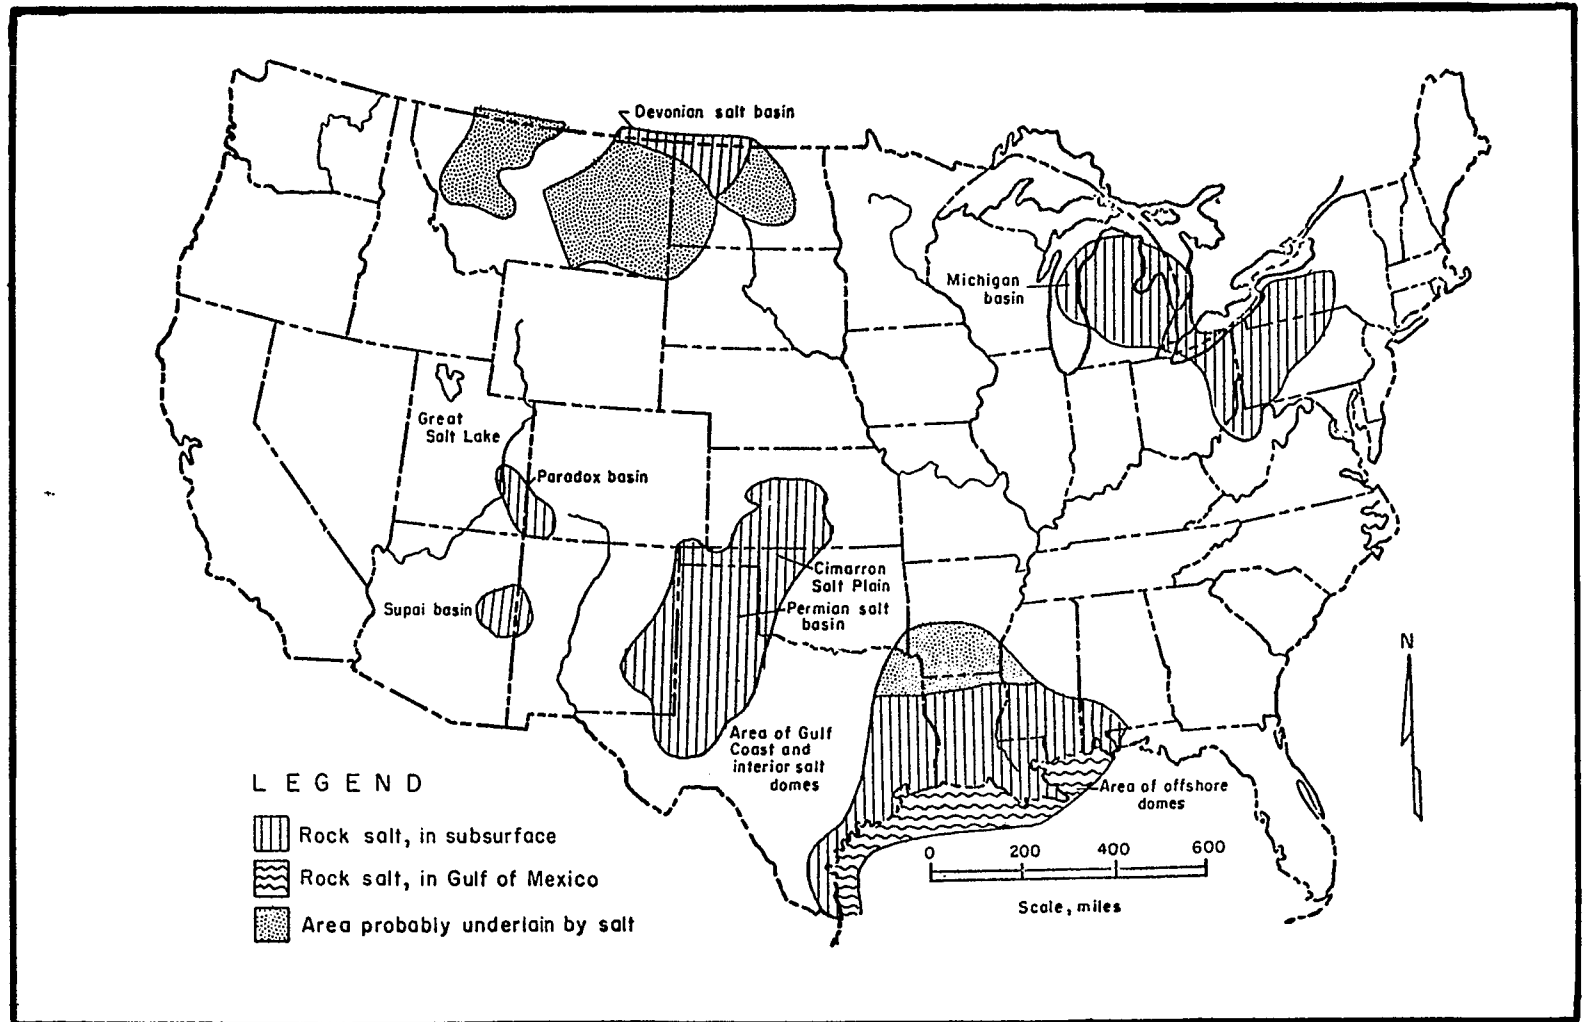 Devonian salt basin
Michigan
basin
Great
Salt Lake
Paradox basin
Cimarron
Salt Plain
Supai basin
Permian salt
basin
N
Area of Gulf
Coast and
interior salt
domes
Area of offshore
domes
LEGEND
Rock salt, in subsurface
Rock salt, in Gulf of Mexico
Area probably underlain by salt
0 200 400 600
Scale, miles